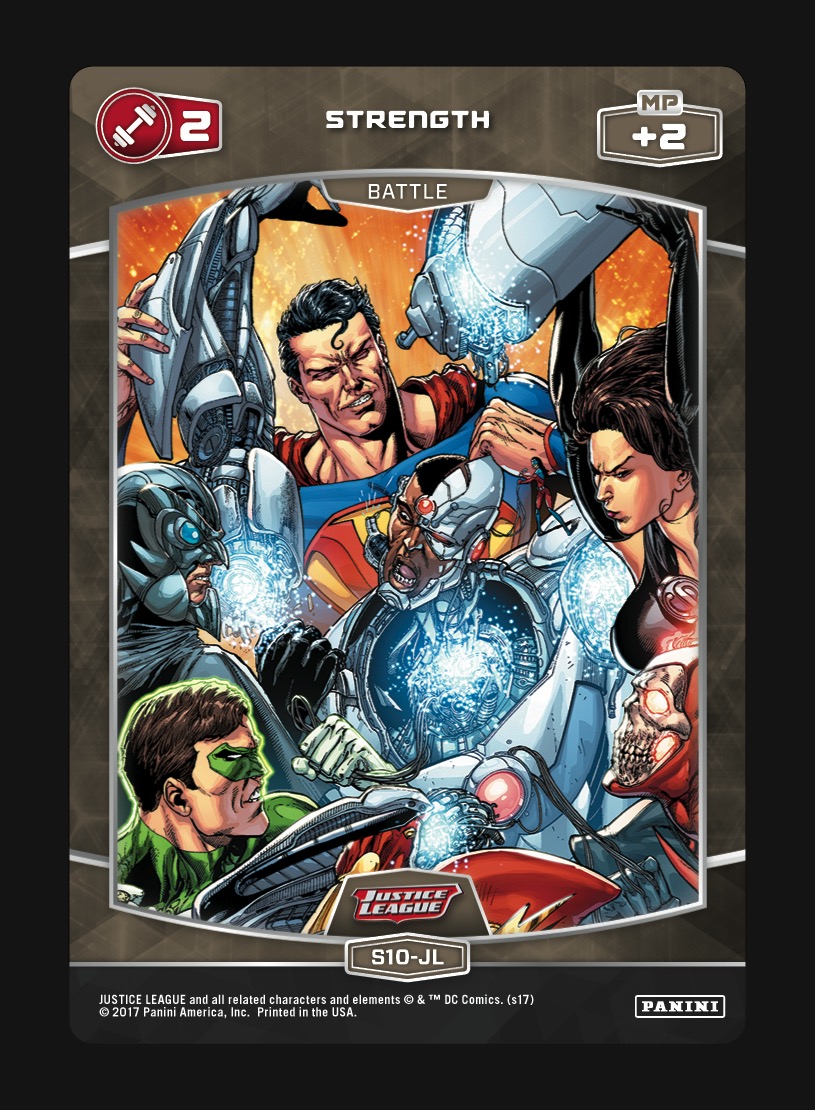 2
STRENGTH
MP
+2
BATTLE
JUSTICE
LEAGUE
S10-JL
JUSTICE LEAGUE and all related characters and elements © & ™ DC Comics. (s17)
© 2017 Panini America, Inc. Printed in the USA.
PANINI